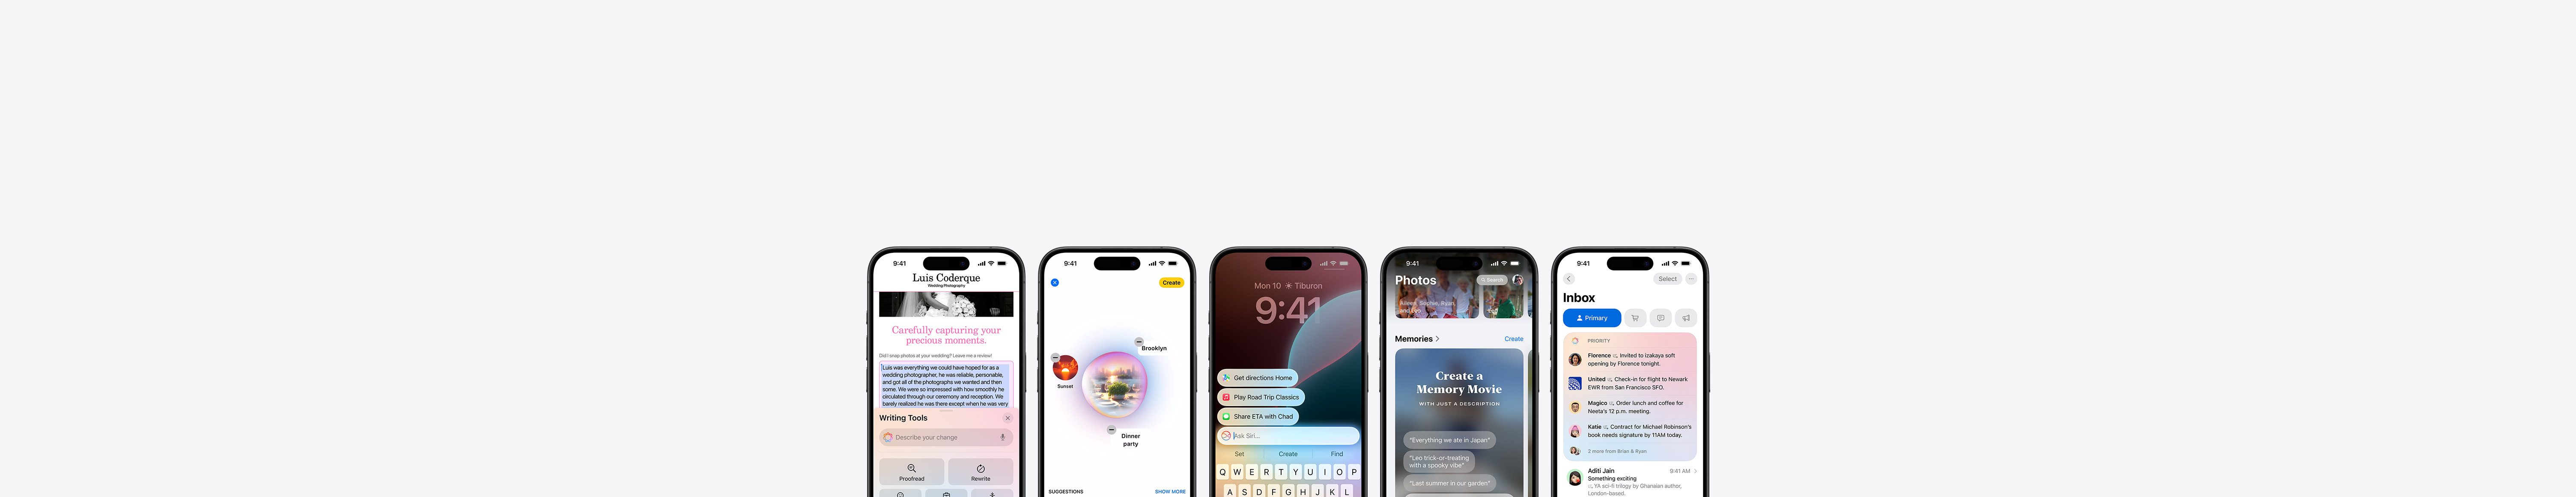 9:41
Luis Coderque
Wedding Photography
Carefully capturing your
precious moments.
Did I snap photos at your wedding? Leave me a review!
Luis was everything we could have hoped for as a
wedding photographer, he was reliable, personable,
and got all of the photographs we wanted and then
some. We were so impressed with how smoothly he
circulated through our ceremony and reception. We
barely realized he was there except when he was very
Writing Tools
Describe your change
Proofread
Rewrite
9:41
Create
Brooklyn
Sunset
Dinner
party
SUGGESTIONS
SHOW MORE
Mon 10 Tiburon
9:41
Get directions Home
Play Road Trip Classics
Share ETA with Chad
Ask Siri...
Set
Create
Find
Q W E R T Y U I O P
A S D F G H J K L
9:41
Photos
Search
Memories
Create
Create a
Memory Movie
WITH JUST A DESCRIPTION
“Everything we ate in Japan”
“Leo trick-or-treating
with a spooky vibe”
“Last summer in our garden”
9:41
Select
Inbox
Primary
PRIORITY
Florence Invited to izakaya soft
opening by Florence tonight.
United Check-in for flight to Newark
EWR from San Francisco SFO.
Magico Order lunch and coffee for
Neeta’s 12 p.m. meeting.
Katie Contract for Michael Robinson’s
book needs signature by 11AM today.
2 more from Brian & Ryan
Aditi Jain
9:41 AM
Something exciting
YA sci-fi trilogy by Ghanaian author,
London-based.